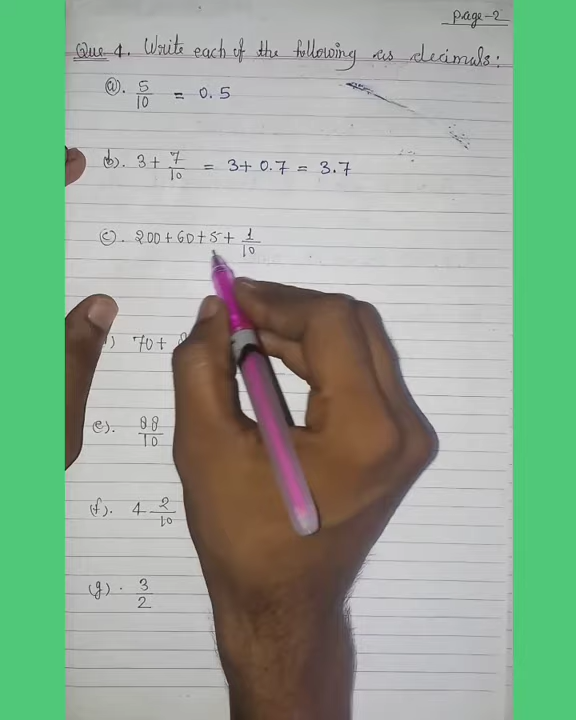 page-2
Que 4. Write each of the following as decimals:
(a). 5/10 = 0.5
(b). 3 + 7/10 = 3 + 0.7 = 3.7
(c). 200 + 60 + 5 + 1/10
) 70 +
(e). 88/10
(f). 4 2/10
(g). 3/2